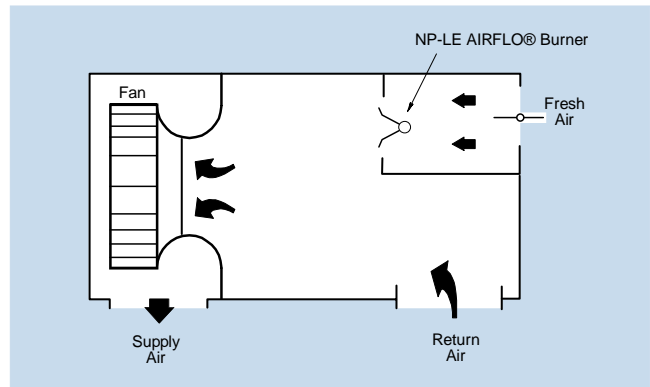 NP-LE AIRFLO® Burner
Fan
Fresh
Air
Supply
Air
Return
Air